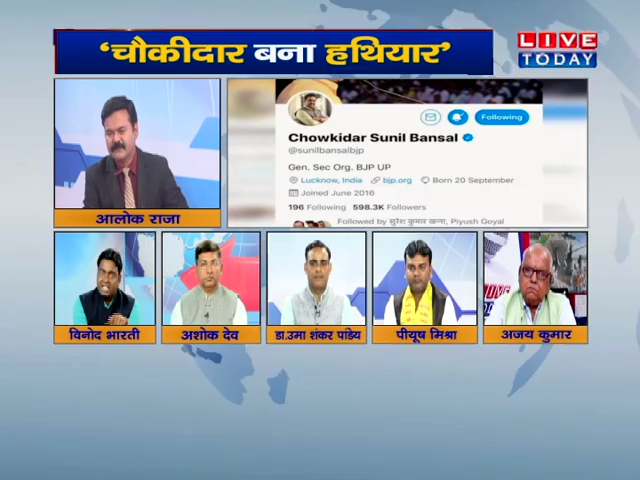 ‘चौकीदार बना हथियार’
LIVE
TODAY
Following
Chowkidar Sunil Bansal
@sunilbansalbjp
Gen. Sec Org. BJP UP
Lucknow, India bjp.org Born 20 September
Joined June 2016
196 Following 598.3K Followers
Followed by सुरेश कुमार खन्ना, Piyush Goyal
आलोक राजा
विनोद भारती
अशोक देव
डा.उमा शंकर पांडेय
पीयूष मिश्रा
अजय कुमार